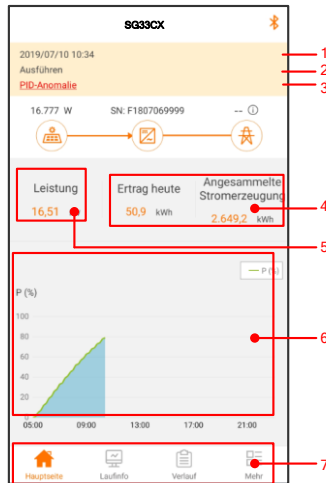 SG33CX
2019/07/10 10:34
1
Ausführen
2
PID-Anomalie
3
16.777 W
SN: F1807069999
--
Leistung
16,51
Ertrag heute
50,9 kWh
Angesammelte
Stromerzeugung
2.649,2 kWh
4
5
P (%)
P (%)
100
80
60
40
20
0
6
05:00 09:00 13:00 17:00 21:00
Hauptseite Laufinfo Verlauf Mehr
7